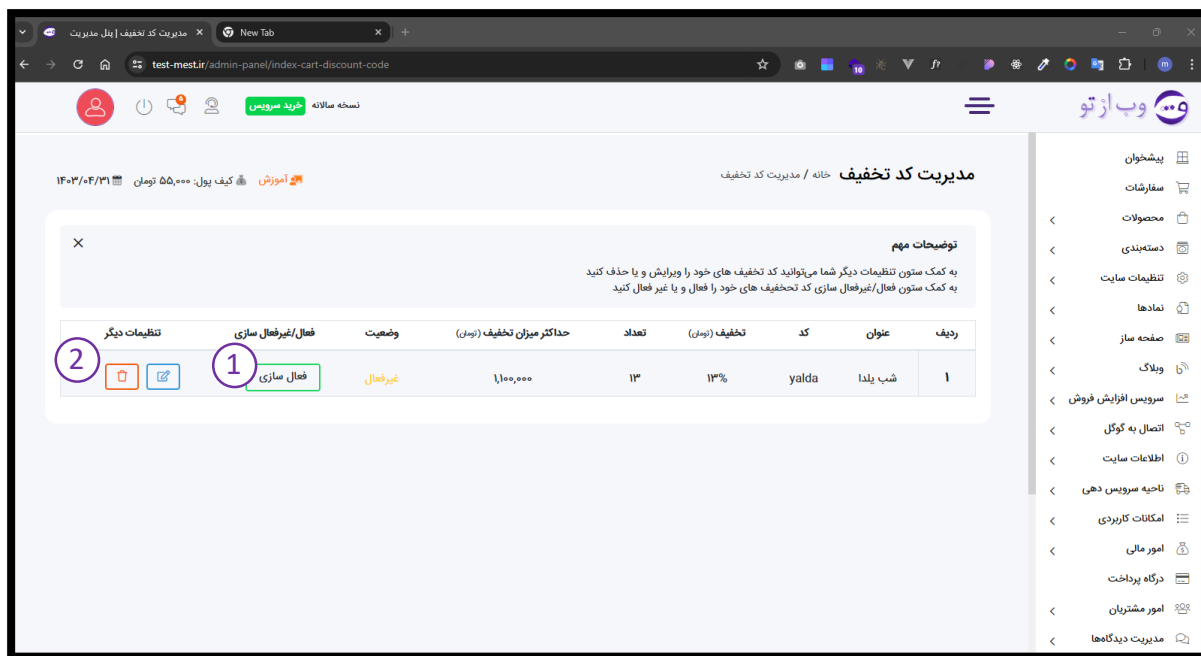 مدیریت کد تخفیف | پنل مدیریت
New Tab
test-mest.ir/admin-panel/index-cart-discount-code
10
f?
m
وب از تو
نسخه سالانه خرید سرویس
مدیریت کد تخفیف خانه / مدیریت کد تخفیف
آموزش کیف پول: ۵۵,۰۰۰ تومان ۱۴۰۳/۰۴/۳۱
توضیحات مهم
به کمک ستون تنظیمات دیگر شما می‌توانید کد تخفیف های خود را ویرایش و یا حذف کنید
به کمک ستون فعال/غیرفعال سازی کد تحخفیف های خود را فعال و یا غیر فعال کنید
ردیف عنوان کد تخفیف (تومان) تعداد حداکثر میزان تخفیف (تومان) وضعیت فعال/غیرفعال سازی تنظیمات دیگر
۱ شب یلدا yalda ۱۳% ۱۳ ۱,۱۰۰,۰۰۰ غیرفعال فعال سازی
1
2
پیشخوان
سفارشات
محصولات
دسته‌بندی
تنظیمات سایت
نمادها
صفحه ساز
وبلاگ
سرویس افزایش فروش
اتصال به گوگل
اطلاعات سایت
ناحیه سرویس دهی
امکانات کاربردی
امور مالی
درگاه پرداخت
امور مشتریان
مدیریت دیدگاه‌ها